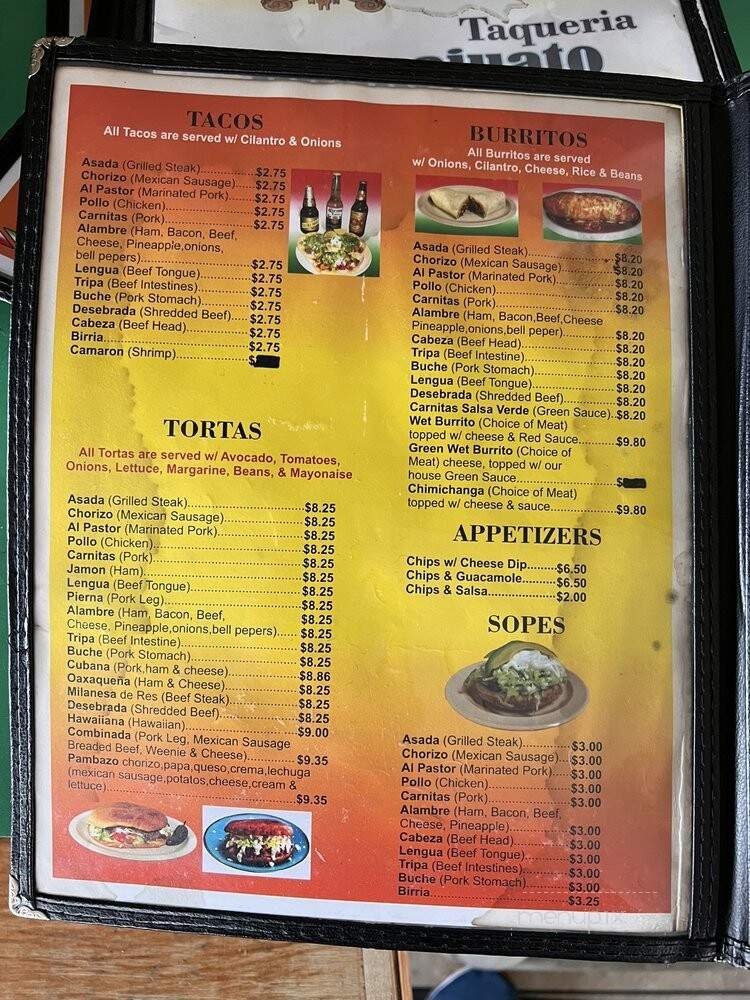 Taqueria
TACOS
All Tacos are served w/ Cilantro & Onions
Asada (Grilled Steak)....................$2.75
Chorizo (Mexican Sausage)......$2.75
Al Pastor (Marinated Pork).......$2.75
Pollo (Chicken)...........................$2.75
Carnitas (Pork)...........................$2.75
Alambre (Ham, Bacon, Beef,
Cheese, Pineapple,onions,
bell pepers)................................$2.75
Lengua (Beef Tongue)...............$2.75
Tripa (Beef Intestines)...............$2.75
Buche (Pork Stomach)..............$2.75
Desebrada (Shredded Beef).....$2.75
Cabeza (Beef Head)..................$2.75
Birria...........................................$2.75
Camaron (Shrimp)....................$
TORTAS
All Tortas are served w/ Avocado, Tomatoes,
Onions, Lettuce, Margarine, Beans, & Mayonaise
Asada (Grilled Steak)...........................$8.25
Chorizo (Mexican Sausage)..................$8.25
Al Pastor (Marinated Pork)....................$8.25
Pollo (Chicken).....................................$8.25
Carnitas (Pork).....................................$8.25
Jamon (Ham)........................................$8.25
Lengua (Beef Tongue)..........................$8.25
Pierna (Pork Leg).................................$8.25
Alambre (Ham, Bacon, Beef,
Cheese, Pineapple,onions,bell pepers)......$8.25
Tripa (Beef Intestine)............................$8.25
Buche (Pork Stomach)..........................$8.25
Cubana (Pork,ham & cheese)...............$8.86
Oaxaqueña (Ham & Cheese)................$8.25
Milanesa de Res (Beef Steak)...............$8.25
Desebrada (Shredded Beef).................$8.25
Hawaiiana (Hawaiian)...........................$9.00
Combinada (Pork Leg, Mexican Sausage
Breaded Beef, Weenie & Cheese).............$9.35
Pambazo chorizo,papa,queso,crema,lechuga
(mexican sausage,potatos,cheese,cream &
lettuce)..................................................$9.35
BURRITOS
All Burritos are served
w/ Onions, Cilantro, Cheese, Rice & Beans
Asada (Grilled Steak)..........................$8.20
Chorizo (Mexican Sausage)................$8.20
Al Pastor (Marinated Pork)..................$8.20
Pollo (Chicken)....................................$8.20
Carnitas (Pork)....................................$8.20
Alambre (Ham, Bacon,Beef,Cheese
Pineapple,onions,bell peper)................$8.20
Cabeza (Beef Head)............................$8.20
Tripa (Beef Intestine)...........................$8.20
Buche (Pork Stomach).........................$8.20
Lengua (Beef Tongue).........................$8.20
Desebrada (Shredded Beef)................$8.20
Carnitas Salsa Verde (Green Sauce)..$8.20
Wet Burrito (Choice of Meat)
topped w/ cheese & Red Sauce...........$9.80
Green Wet Burrito (Choice of
Meat) cheese, topped w/ our
house Green Sauce.............................$
Chimichanga (Choice of Meat)
topped w/ cheese & sauce...................$9.80
APPETIZERS
Chips w/ Cheese Dip........$6.50
Chips & Guacamole.........$6.50
Chips & Salsa....................$2.00
SOPES
Asada (Grilled Steak)............$3.00
Chorizo (Mexican Sausage)...$3.00
Al Pastor (Marinated Pork).....$3.00
Pollo (Chicken)......................$3.00
Carnitas (Pork)......................$3.00
Alambre (Ham, Bacon, Beef,
Cheese, Pineapple)...............$3.00
Cabeza (Beef Head)..............$3.00
Lengua (Beef Tongue)...........$3.00
Tripa (Beef Intestines)............$3.00
Buche (Pork Stomach)...........$3.00
Birria.......................................$3.25
menupix